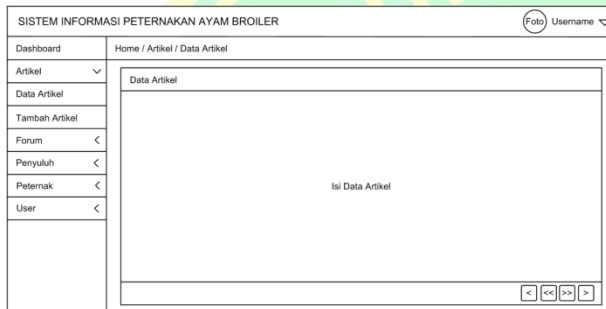 SISTEM INFORMASI PETERNAKAN AYAM BROILER
Foto Username
Dashboard
Home / Artikel / Data Artikel
Artikel
Data Artikel
Data Artikel
Tambah Artikel
Forum <
Penyuluh <
Peternak <
Isi Data Artikel
User <
< << >> >